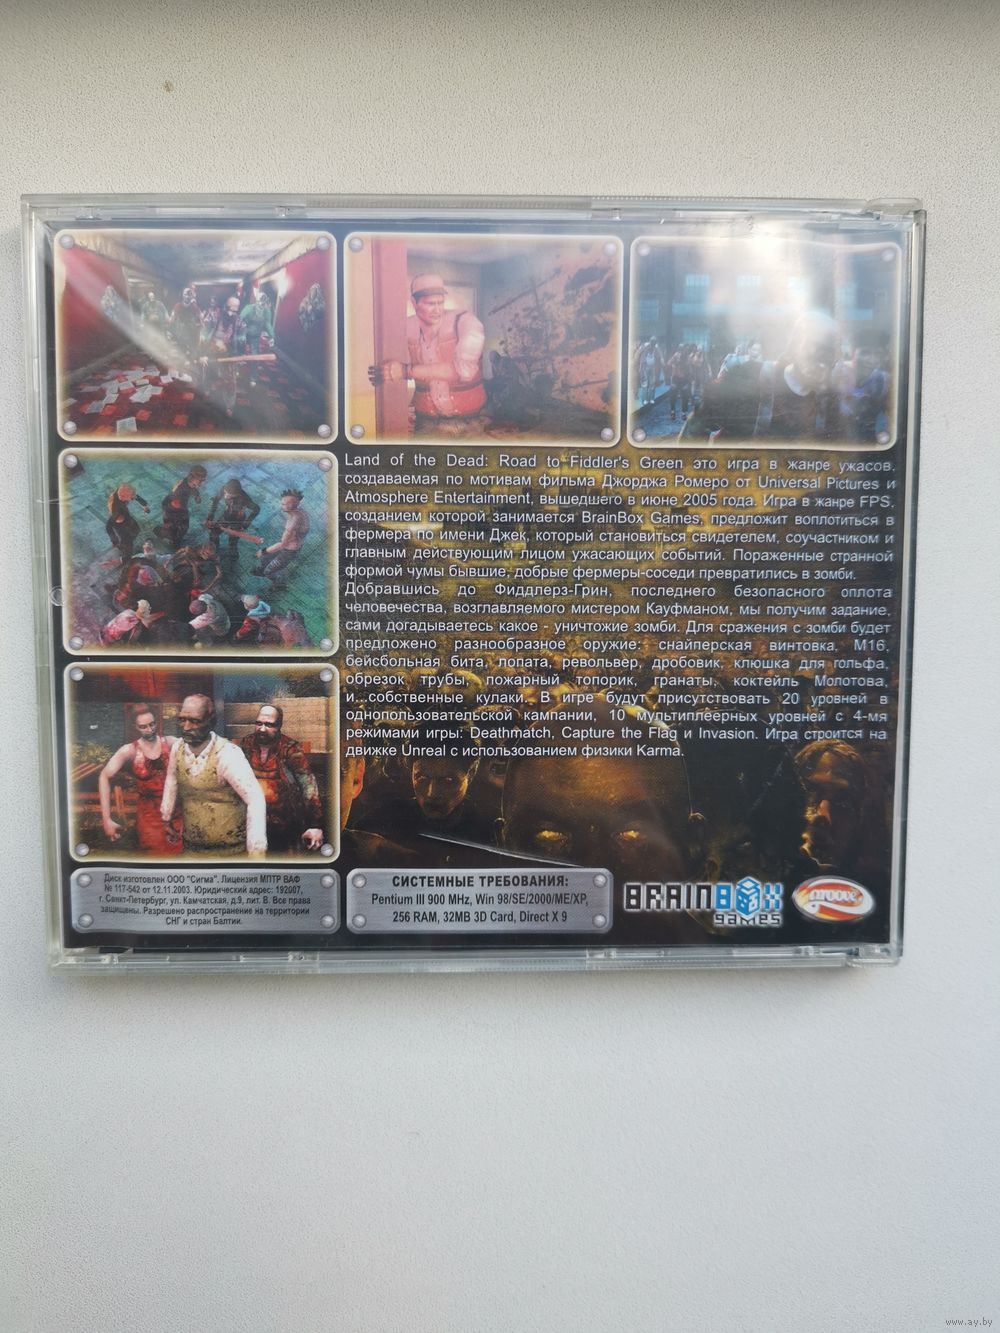 Land of the Dead: Road to Fiddler's Green это игра в жанре ужасов,
создаваемая по мотивам фильма Джорджа Ромеро от Universal Pictures и
Atmosphere Entertainment, вышедшего в июне 2005 года. Игра в жанре FPS,
созданием которой занимается BrainBox Games, предложит воплотиться в
фермера по имени Джек, который становиться свидетелем, соучастником и
главным действующим лицом ужасающих событий. Пораженные странной
формой чумы бывшие, добрые фермеры-соседи превратились в зомби.
Добравшись до Фиддлерз-Грин, последнего безопасного оплота
человечества, возглавляемого мистером Кауфманом, мы получим задание,
сами догадываетесь какое - уничтожие зомби. Для сражения с зомби будет
предложено разнообразное оружие: снайперская винтовка, М16,
бейсбольная бита, лопата, револьвер, дробовик, клюшка для гольфа,
обрезок трубы, пожарный топорик, гранаты, коктейль Молотова,
и...собственные кулаки. В игре будут присутствовать 20 уровней в
однопользовательской кампании, 10 мультиплеерных уровней с 4-мя
режимами игры: Deathmatch, Capture the Flag и Invasion. Игра строится на
движке Unreal с использованием физики Karma.
Диск изготовлен ООО "Сигма". Лицензия МПТР ВАФ
№ 117-542 от 12.11.2003. Юридический адрес: 192007,
г. Санкт-Петербург, ул. Камчатская, д.9, лит. В. Все права
защищены. Разрешено распространение на территории
СНГ и стран Балтии.
СИСТЕМНЫЕ ТРЕБОВАНИЯ:
Pentium III 900 MHz, Win 98/SE/2000/ME/XP,
256 RAM, 32MB 3D Card, Direct X 9
BRAINBOX
games
groove
www.ay.by